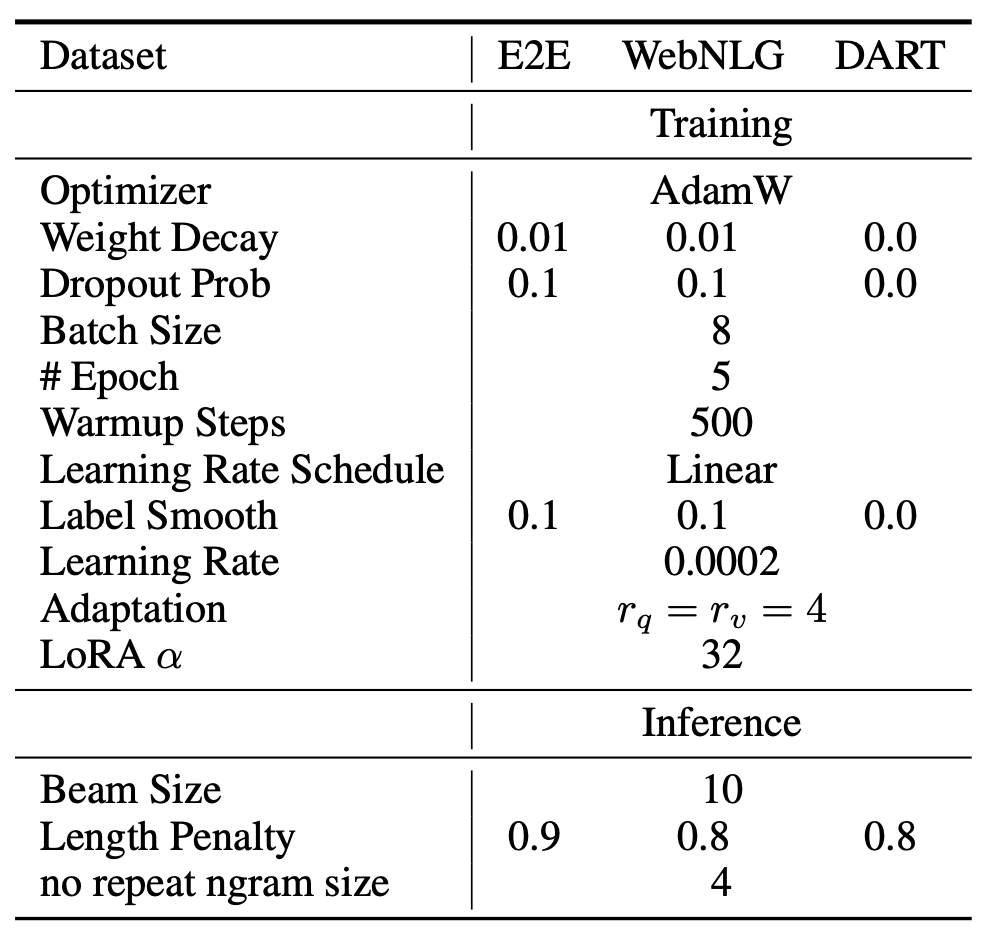 Dataset E2E WebNLG DART
Training
Optimizer AdamW
Weight Decay 0.01 0.01 0.0
Dropout Prob 0.1 0.1 0.0
Batch Size 8
# Epoch 5
Warmup Steps 500
Learning Rate Schedule Linear
Label Smooth 0.1 0.1 0.0
Learning Rate 0.0002
Adaptation r_q = r_v = 4
LoRA α 32
Inference
Beam Size 10
Length Penalty 0.9 0.8 0.8
no repeat ngram size 4